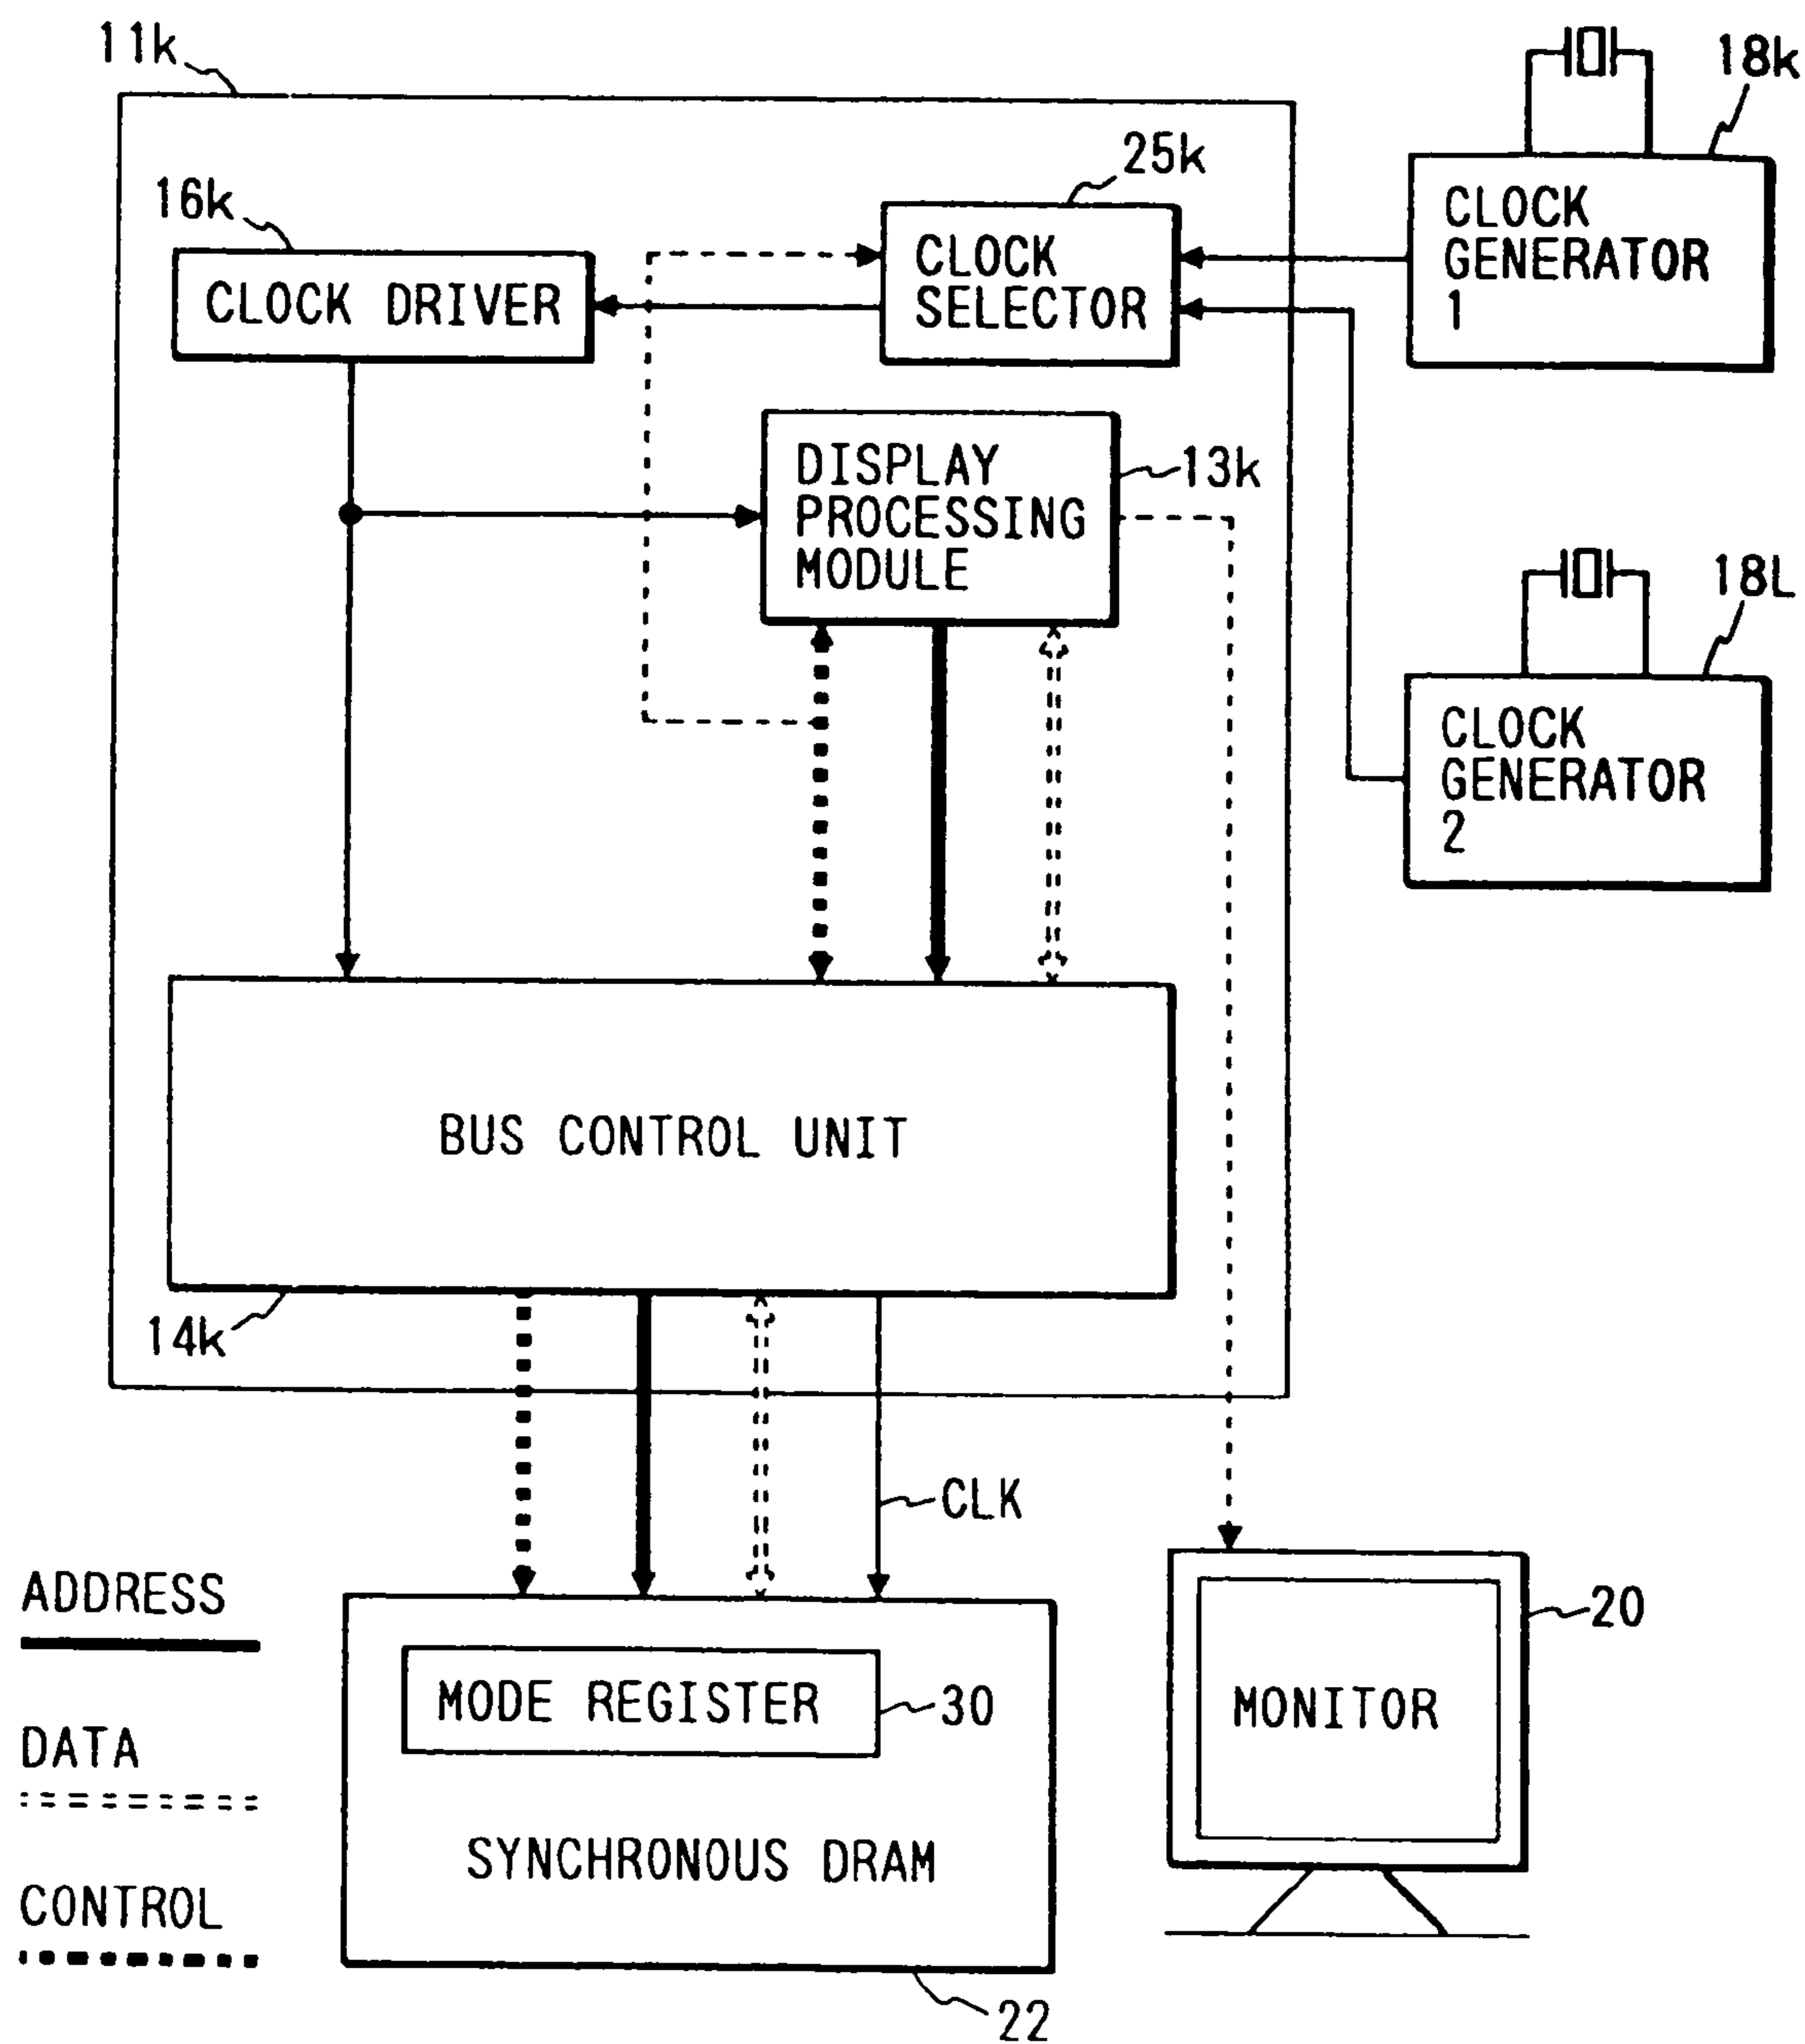 11k
18k
25k
16k
CLOCK
GENERATOR
1
CLOCK
SELECTOR
CLOCK DRIVER
DISPLAY
PROCESSING
MODULE
13k
18L
CLOCK
GENERATOR
2
BUS CONTROL UNIT
14k
CLK
ADDRESS
DATA
CONTROL
MODE REGISTER
30
SYNCHRONOUS DRAM
22
MONITOR
20